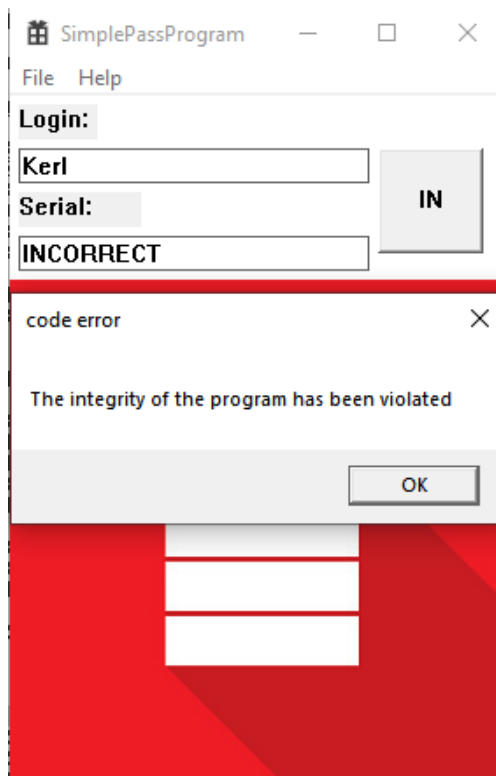 SimplePassProgram
File Help
Login:
Kerl
IN
Serial:
INCORRECT
code error
The integrity of the program has been violated
OK